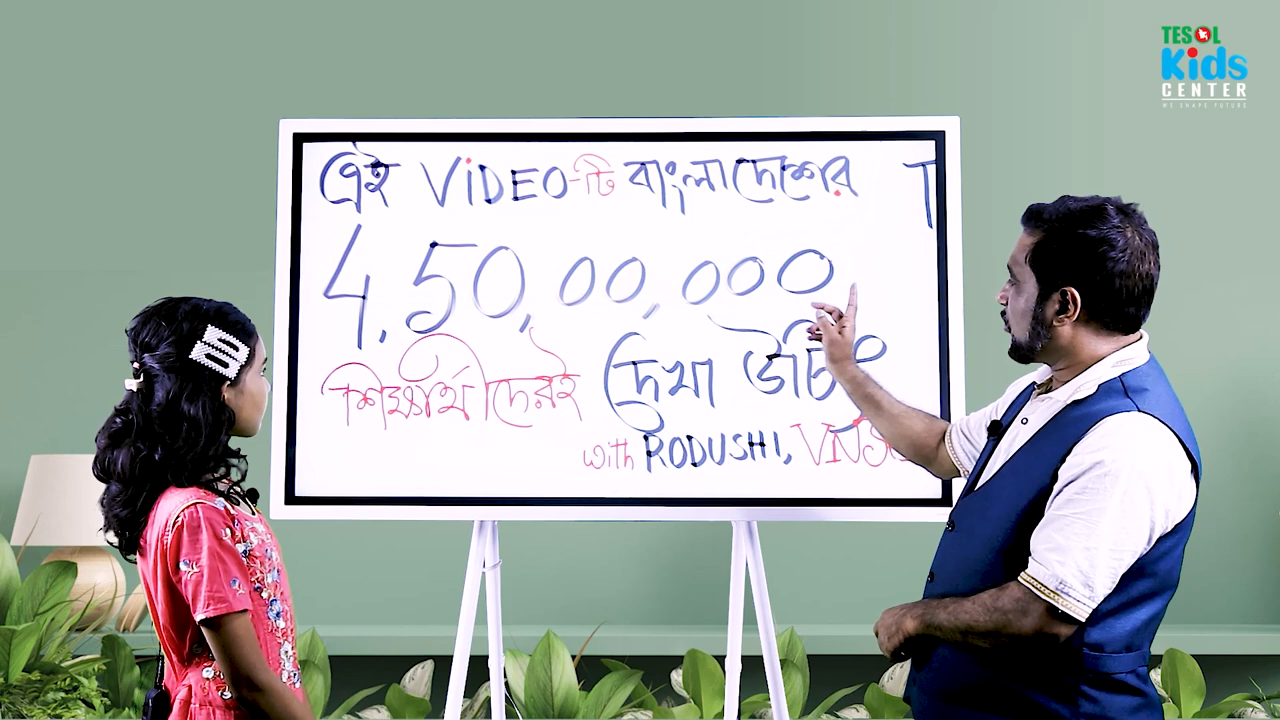 এই ViDEO-টি বাংলাদেশের T
4,50,00,000
শিক্ষার্থীদেরই দেখা উচিৎ
with RODUSHI,
TESOL
Kids
CENTER
WE SHAPE FUTURE